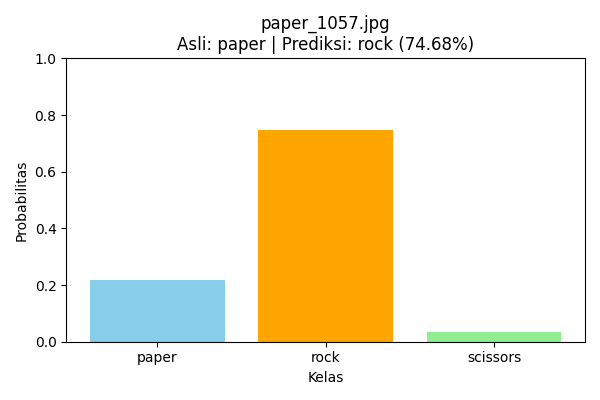 paper_1057.jpg
Asli: paper | Prediksi: rock (74.68%)
1.0
0.8
0.6
0.4
0.2
0.0
Probabilitas
paper rock scissors
Kelas